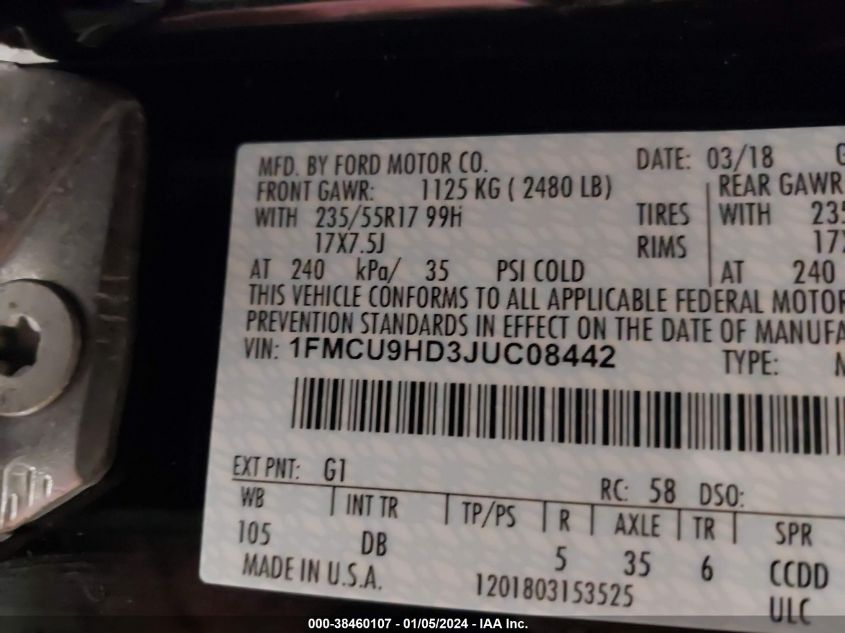 MFD. BY FORD MOTOR CO. DATE: 03/18 G
FRONT GAWR: 1125 KG ( 2480 LB) REAR GAWR
WITH 235/55R17 99H TIRES WITH 235
17X7.5J RIMS 17X
AT 240 kPa/ 35 PSI COLD AT 240
THIS VEHICLE CONFORMS TO ALL APPLICABLE FEDERAL MOTOR
PREVENTION STANDARDS IN EFFECT ON THE DATE OF MANUFA
VIN: 1FMCU9HD3JUC08442 TYPE: M
EXT PNT: G1 RC: 58 DSO:
WB INT TR TP/PS R AXLE TR SPR
105 DB 5 35 6 CCDD
MADE IN U.S.A. 1201803153525 ULC
000-38460107 - 01/05/2024 - IAA Inc.